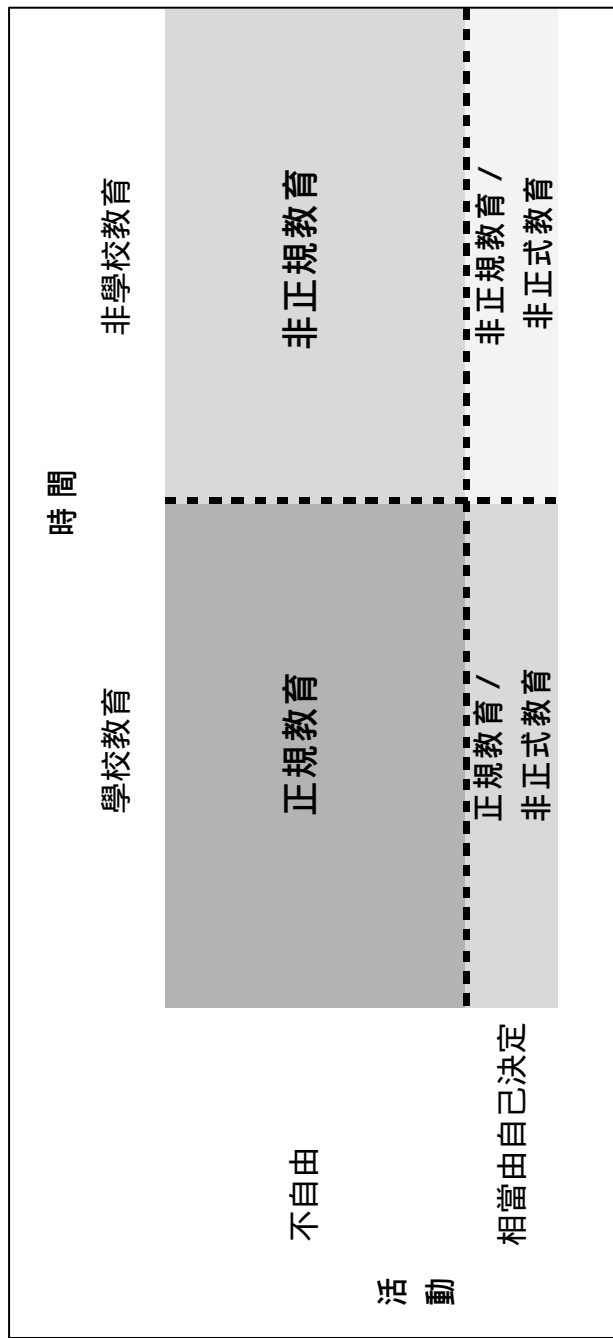 時間
學校教育
非學校教育
活動
不自由
正規教育
非正規教育
相當由自己決定
正規教育 /
非正式教育
非正規教育 /
非正式教育